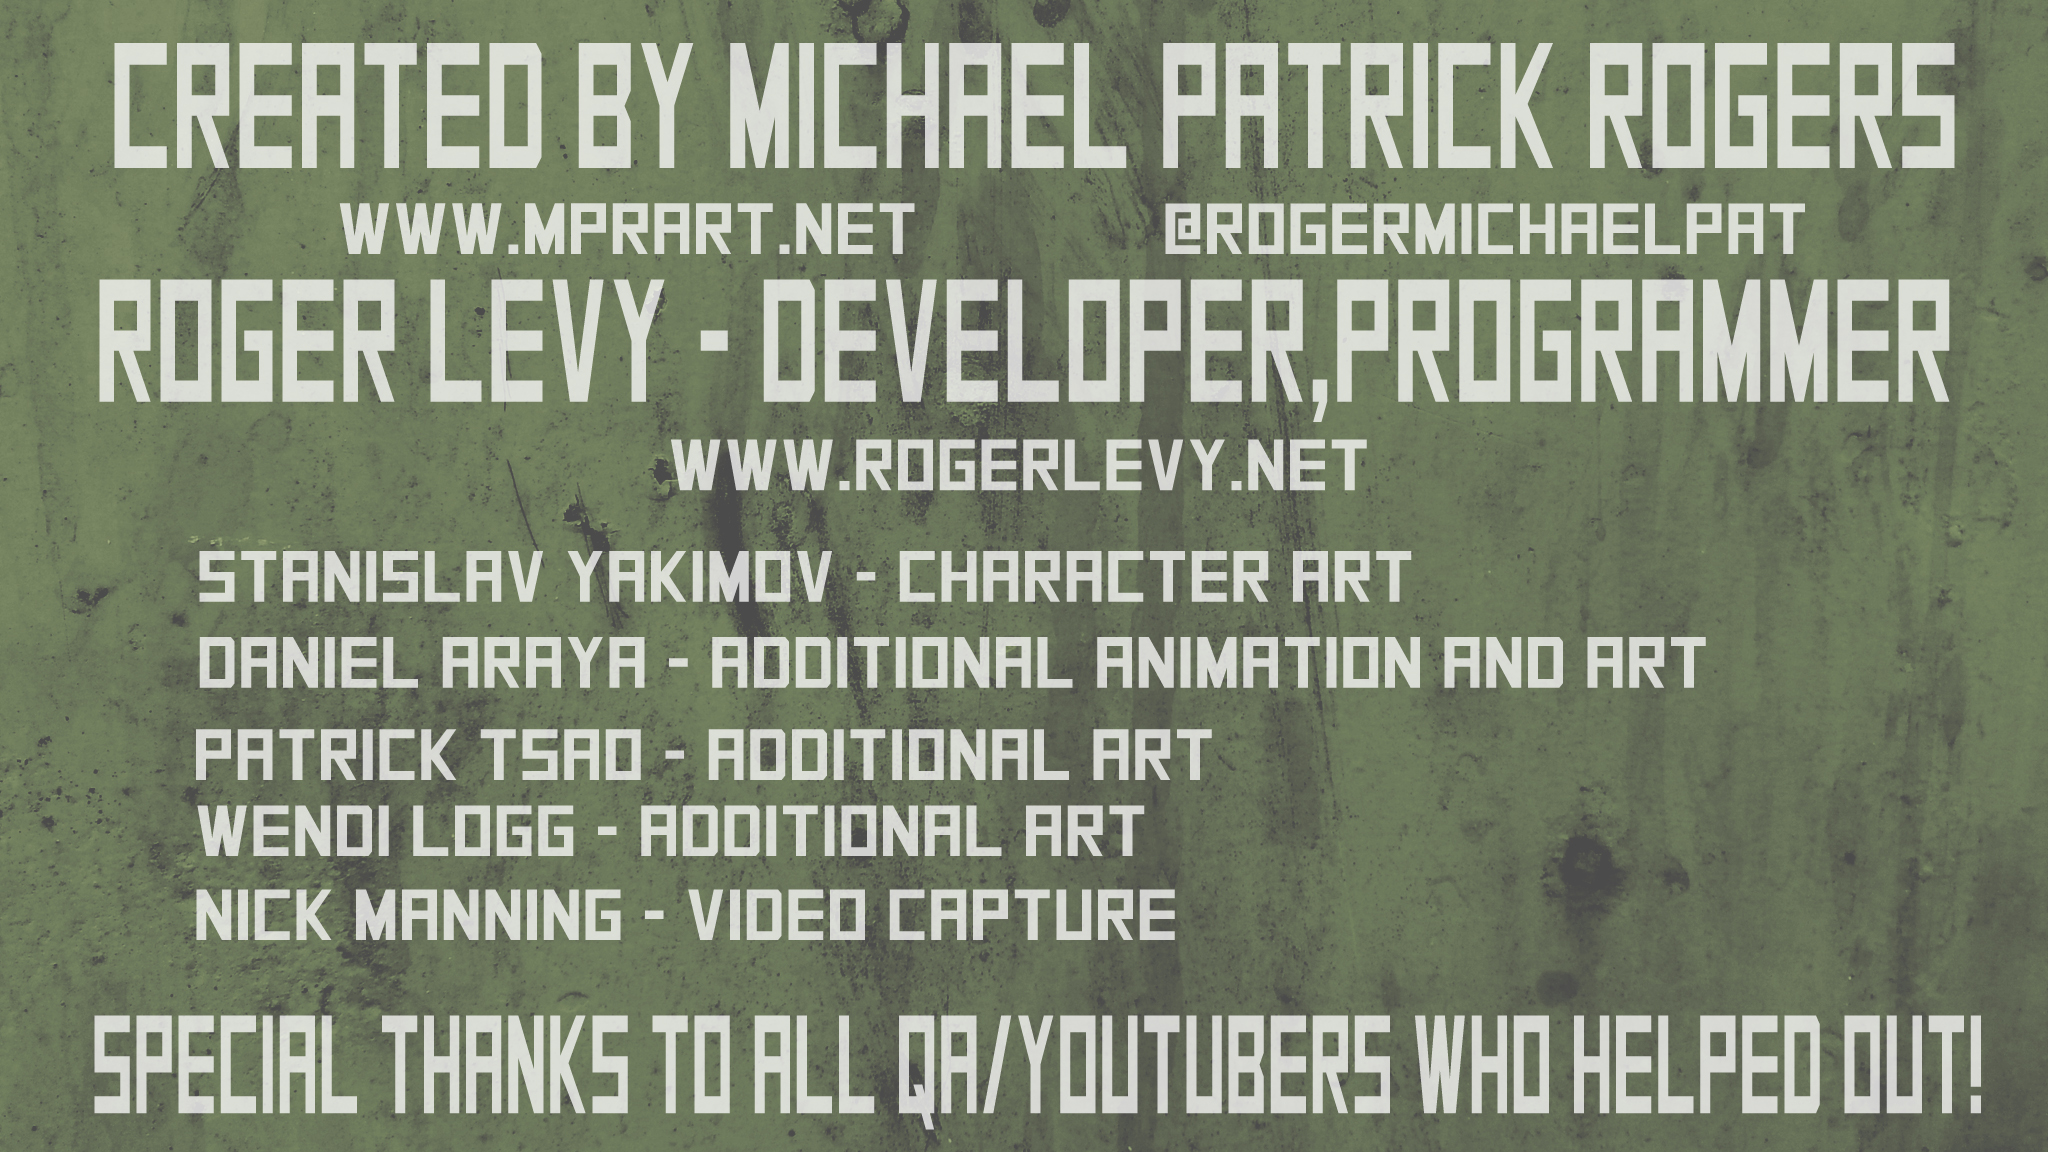 CREATED BY MICHAEL PATRICK ROGERS
WWW.MPRART.NET @ROGERMICHAELPAT
ROGER LEVY - DEVELOPER,PROGRAMMER
WWW.ROGERLEVY.NET
STANISLAV YAKIMOV - CHARACTER ART
DANIEL ARAYA - ADDITIONAL ANIMATION AND ART
PATRICK TSAO - ADDITIONAL ART
WENDI LOGG - ADDITIONAL ART
NICK MANNING - VIDEO CAPTURE
SPECIAL THANKS TO ALL QA/YOUTUBERS WHO HELPED OUT!